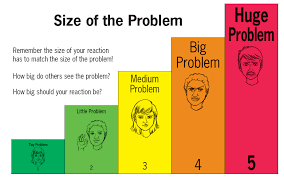 Size of the Problem
Remember the size of your reaction
has to match the size of the problem!
How big do others see the problem?
How big should your reaction be?
Tiny Problem
1
Little Problem
2
Medium
Problem
3
Big
Problem
4
Huge
Problem
5